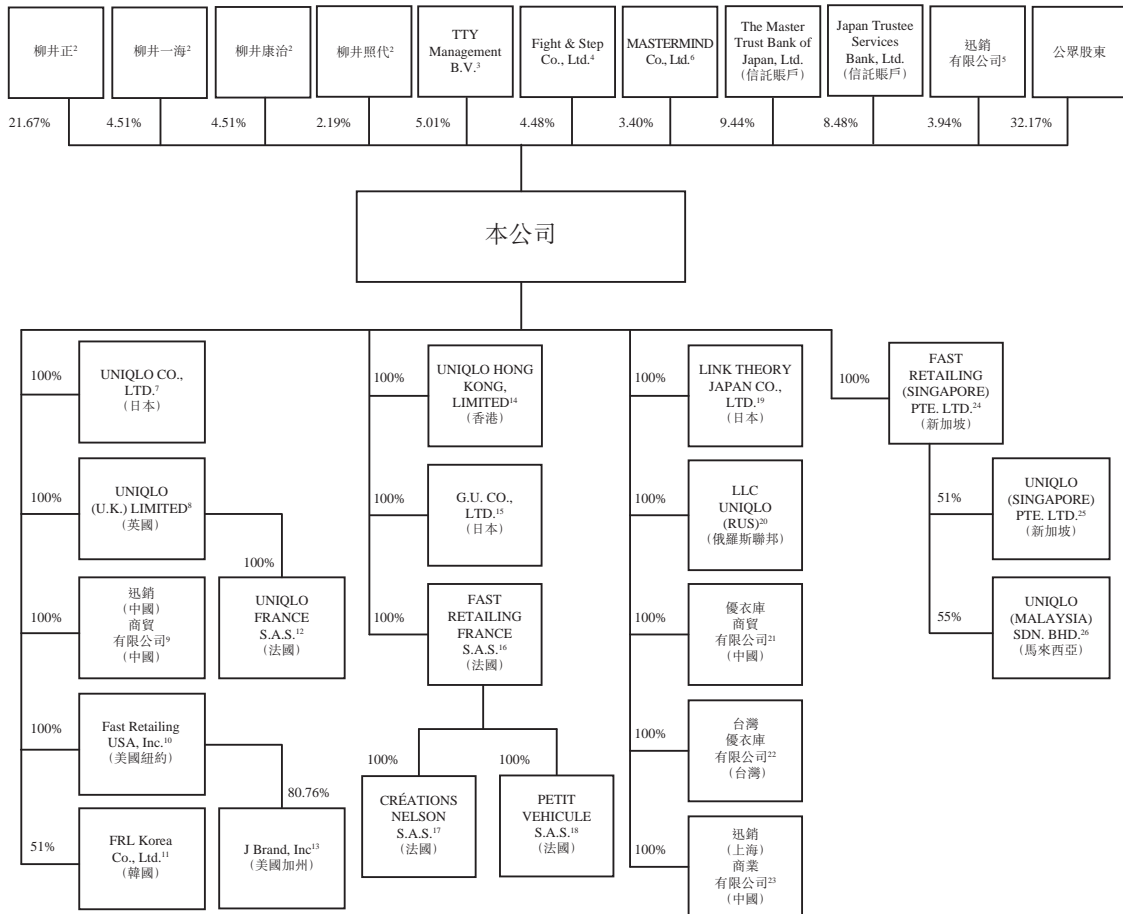 柳井正2
柳井一海2
柳井康治2
柳井照代2
TTY
Management
B.V.3
Fight & Step
Co., Ltd.4
MASTERMIND
Co., Ltd.6
The Master
Trust Bank of
Japan, Ltd.
(信託賬戶)
Japan Trustee
Services
Bank, Ltd.
(信託賬戶)
迅銷
有限公司5
公眾股東
21.67%
4.51%
4.51%
2.19%
5.01%
4.48%
3.40%
9.44%
8.48%
3.94%
32.17%
本公司
100%
UNIQLO CO.,
LTD.7
(日本)
100%
UNIQLO
(U.K.) LIMITED8
(英國)
100%
UNIQLO
FRANCE
S.A.S.12
(法國)
100%
迅銷
(中國)
商貿
有限公司9
(中國)
100%
Fast Retailing
USA, Inc.10
(美國紐約)
80.76%
J Brand, Inc13
(美國加州)
51%
FRL Korea
Co., Ltd.11
(韓國)
100%
UNIQLO HONG
KONG,
LIMITED14
(香港)
100%
G.U. CO.,
LTD.15
(日本)
100%
FAST
RETAILING
FRANCE
S.A.S.16
(法國)
100%
CRÉATIONS
NELSON
S.A.S.17
(法國)
100%
PETIT
VEHICULE
S.A.S.18
(法國)
100%
LINK THEORY
JAPAN CO.,
LTD.19
(日本)
100%
LLC
UNIQLO
(RUS)20
(俄羅斯聯邦)
100%
優衣庫
商貿
有限公司21
(中國)
100%
台灣
優衣庫
有限公司22
(台灣)
100%
迅銷
(上海)
商業
有限公司23
(中國)
100%
FAST
RETAILING
(SINGAPORE)
PTE. LTD.24
(新加坡)
51%
UNIQLO
(SINGAPORE)
PTE. LTD.25
(新加坡)
55%
UNIQLO
(MALAYSIA)
SDN. BHD.26
(馬來西亞)